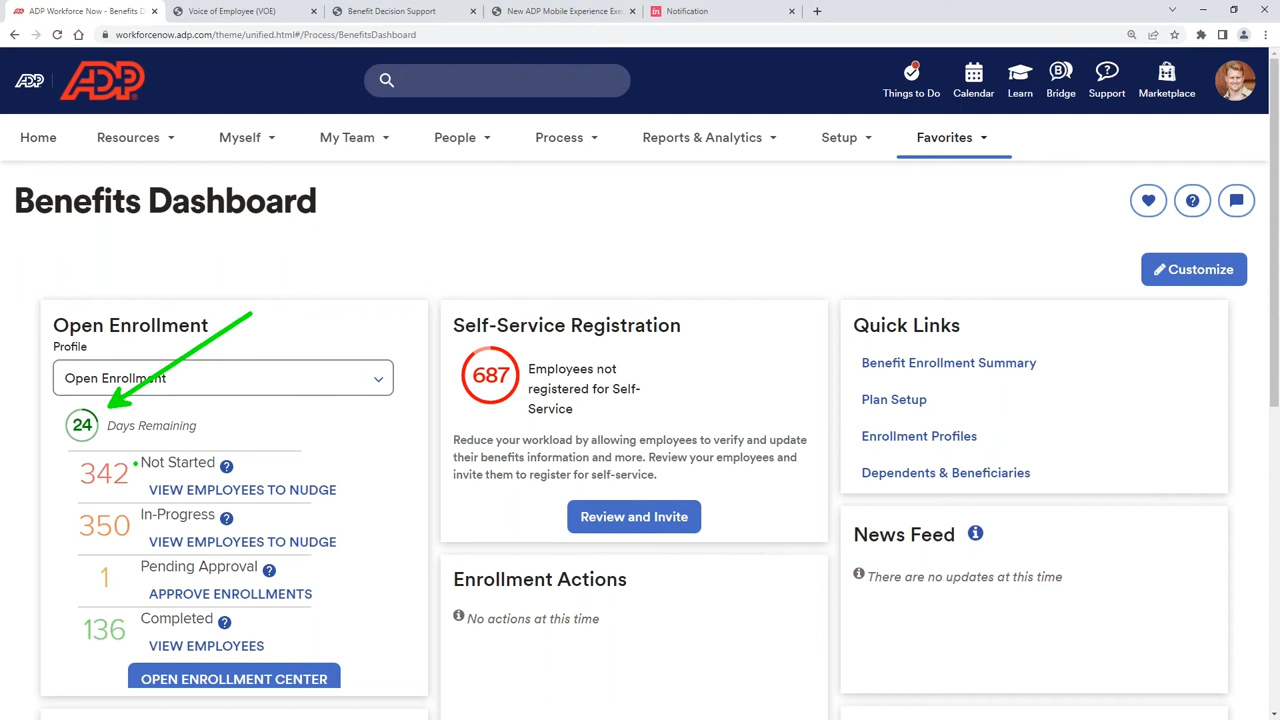 ADP Workforce Now - Benefits D
Voice of Employee (VOE)
Benefit Decision Support
New ADP Mobile Experience Exe
in Notification
workforcenow.adp.com/theme/unified.html#/Process/BenefitsDashboard
ADP
ADP
Things to Do
Calendar
Learn
B
Bridge
Support
Marketplace
Home
Resources
Myself
My Team
People
Process
Reports & Analytics
Setup
Favorites
Benefits Dashboard
Customize
Open Enrollment
Profile
Open Enrollment
24 Days Remaining
342 Not Started
VIEW EMPLOYEES TO NUDGE
350 In-Progress
VIEW EMPLOYEES TO NUDGE
1 Pending Approval
APPROVE ENROLLMENTS
136 Completed
VIEW EMPLOYEES
OPEN ENROLLMENT CENTER
Self-Service Registration
687
Employees not
registered for Self-
Service
Reduce your workload by allowing employees to verify and update
their benefits information and more. Review your employees and
invite them to register for self-service.
Review and Invite
Enrollment Actions
No actions at this time
Quick Links
Benefit Enrollment Summary
Plan Setup
Enrollment Profiles
Dependents & Beneficiaries
News Feed
There are no updates at this time